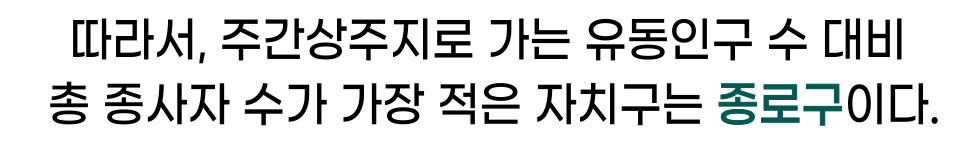 따라서, 주간상주지로 가는 유동인구 수 대비
총 종사자 수가 가장 적은 자치구는 종로구이다.